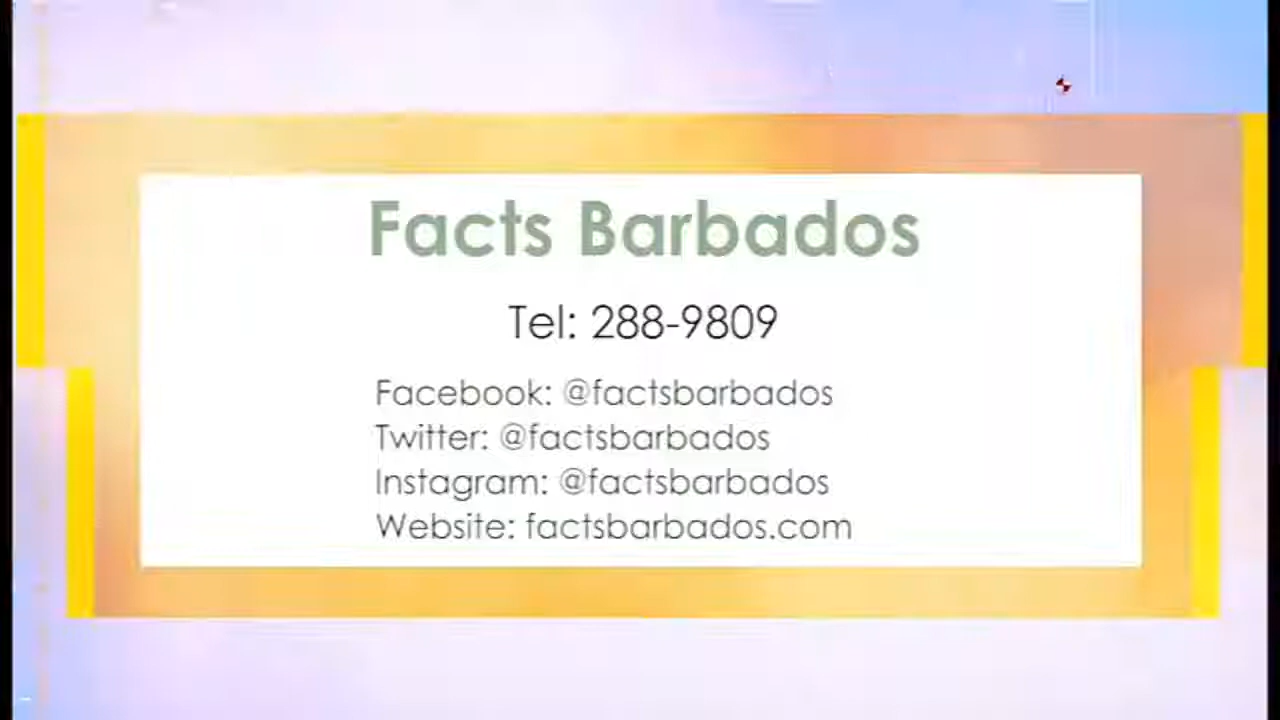 Facts Barbados
Tel: 288-9809
Facebook: @factsbarbados
Twitter: @factsbarbados
Instagram: @factsbarbados
Website: factsbarbados.com